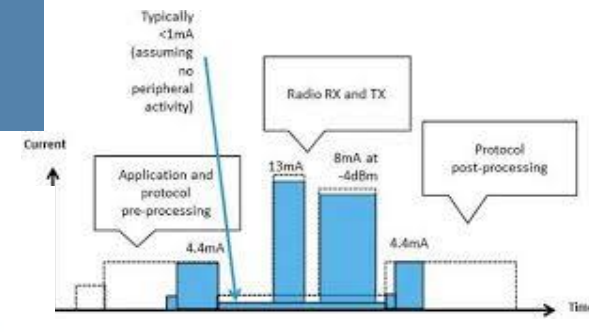 Typically
<1mA
(assuming
no
peripheral
activity)
Radio RX and TX
Current
Application and
protocol
pre-processing
13mA
8mA at
-4dBm
Protocol
post-processing
4.4mA
4.4mA
Time